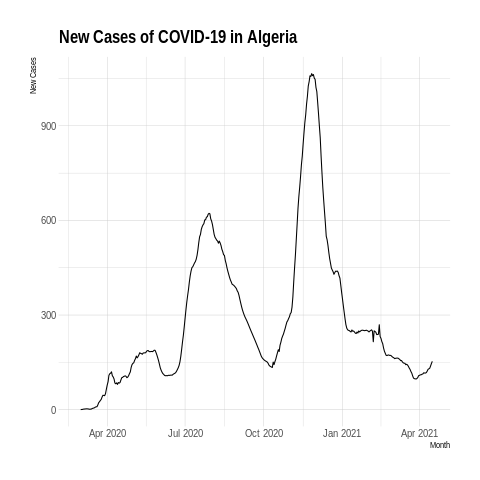 New Cases of COVID-19 in Algeria
New Cases
900
600
300
0
Apr 2020 Jul 2020 Oct 2020 Jan 2021 Apr 2021
Month